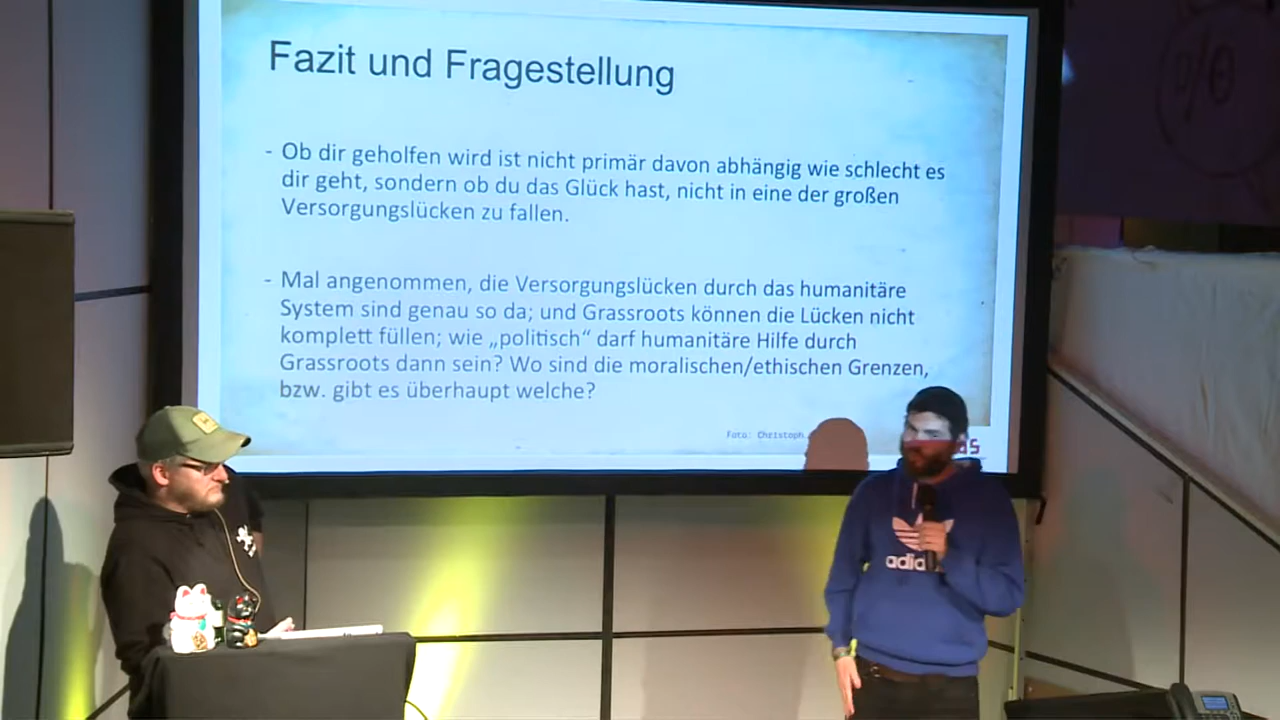 Fazit und Fragestellung
- Ob dir geholfen wird ist nicht primär davon abhängig wie schlecht es
dir geht, sondern ob du das Glück hast, nicht in eine der großen
Versorgungslücken zu fallen.
- Mal angenommen, die Versorgungslücken durch das humanitäre
System sind genau so da; und Grassroots können die Lücken nicht
komplett füllen; wie „politisch“ darf humanitäre Hilfe durch
Grassroots dann sein? Wo sind die moralischen/ethischen Grenzen,
bzw. gibt es überhaupt welche?
Foto: Christoph
adid